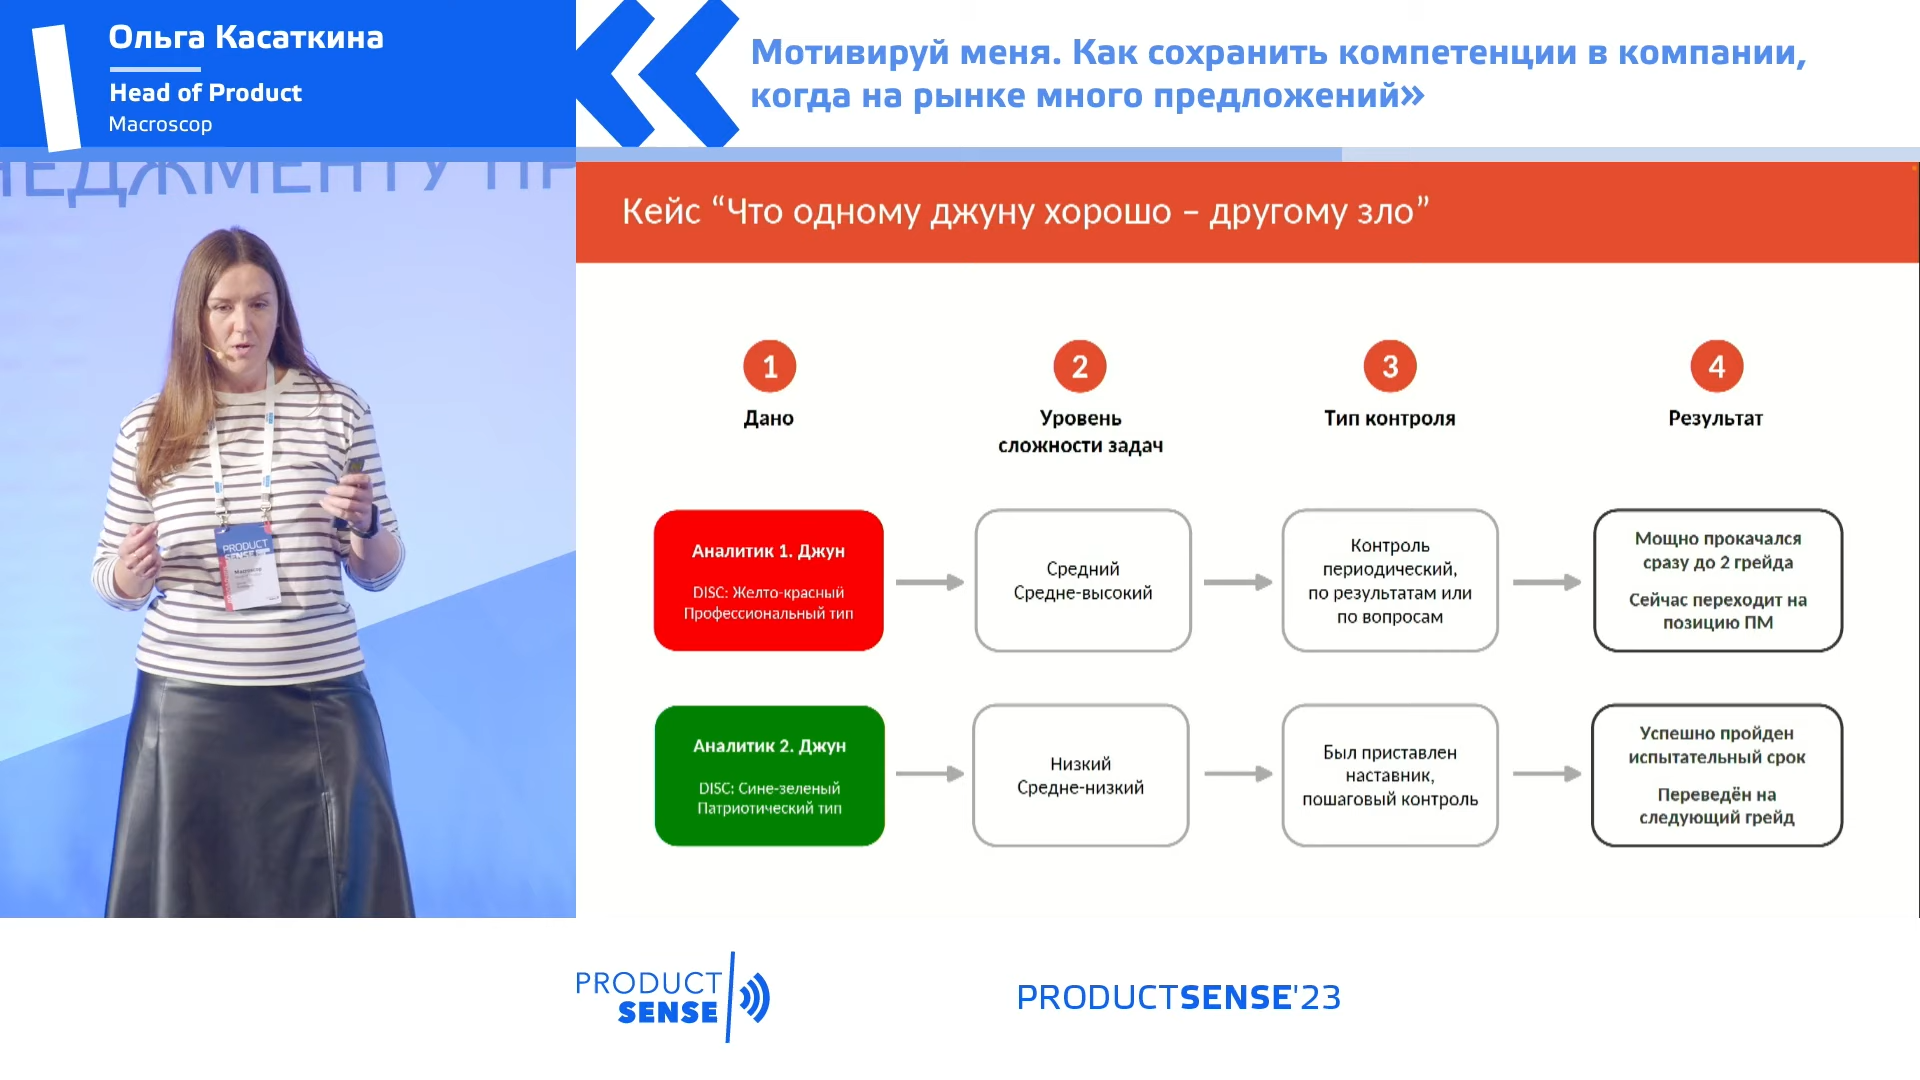 Ольга Касаткина
Head of Product
Macroscop
Мотивируй меня. Как сохранить компетенции в компании,
когда на рынке много предложений»
ЕДЖМЕНТУ ПР
PRODUCT
SENSE
Кейс “Что одному джуну хорошо – другому зло”
1
Дано
2
Уровень
сложности задач
3
Тип контроля
4
Результат
Аналитик 1. Джун
DISC: Желто-красный
Профессиональный тип
Средний
Средне-высокий
Контроль
периодический,
по результатам или
по вопросам
Мощно прокачался
сразу до 2 грейда
Сейчас переходит на
позицию ПМ
Аналитик 2. Джун
DISC: Сине-зеленый
Патриотический тип
Низкий
Средне-низкий
Был приставлен
наставник,
пошаговый контроль
Успешно пройден
испытательный срок
Переведён на
следующий грейд
PRODUCT
SENSE
PRODUCTSENSE'23